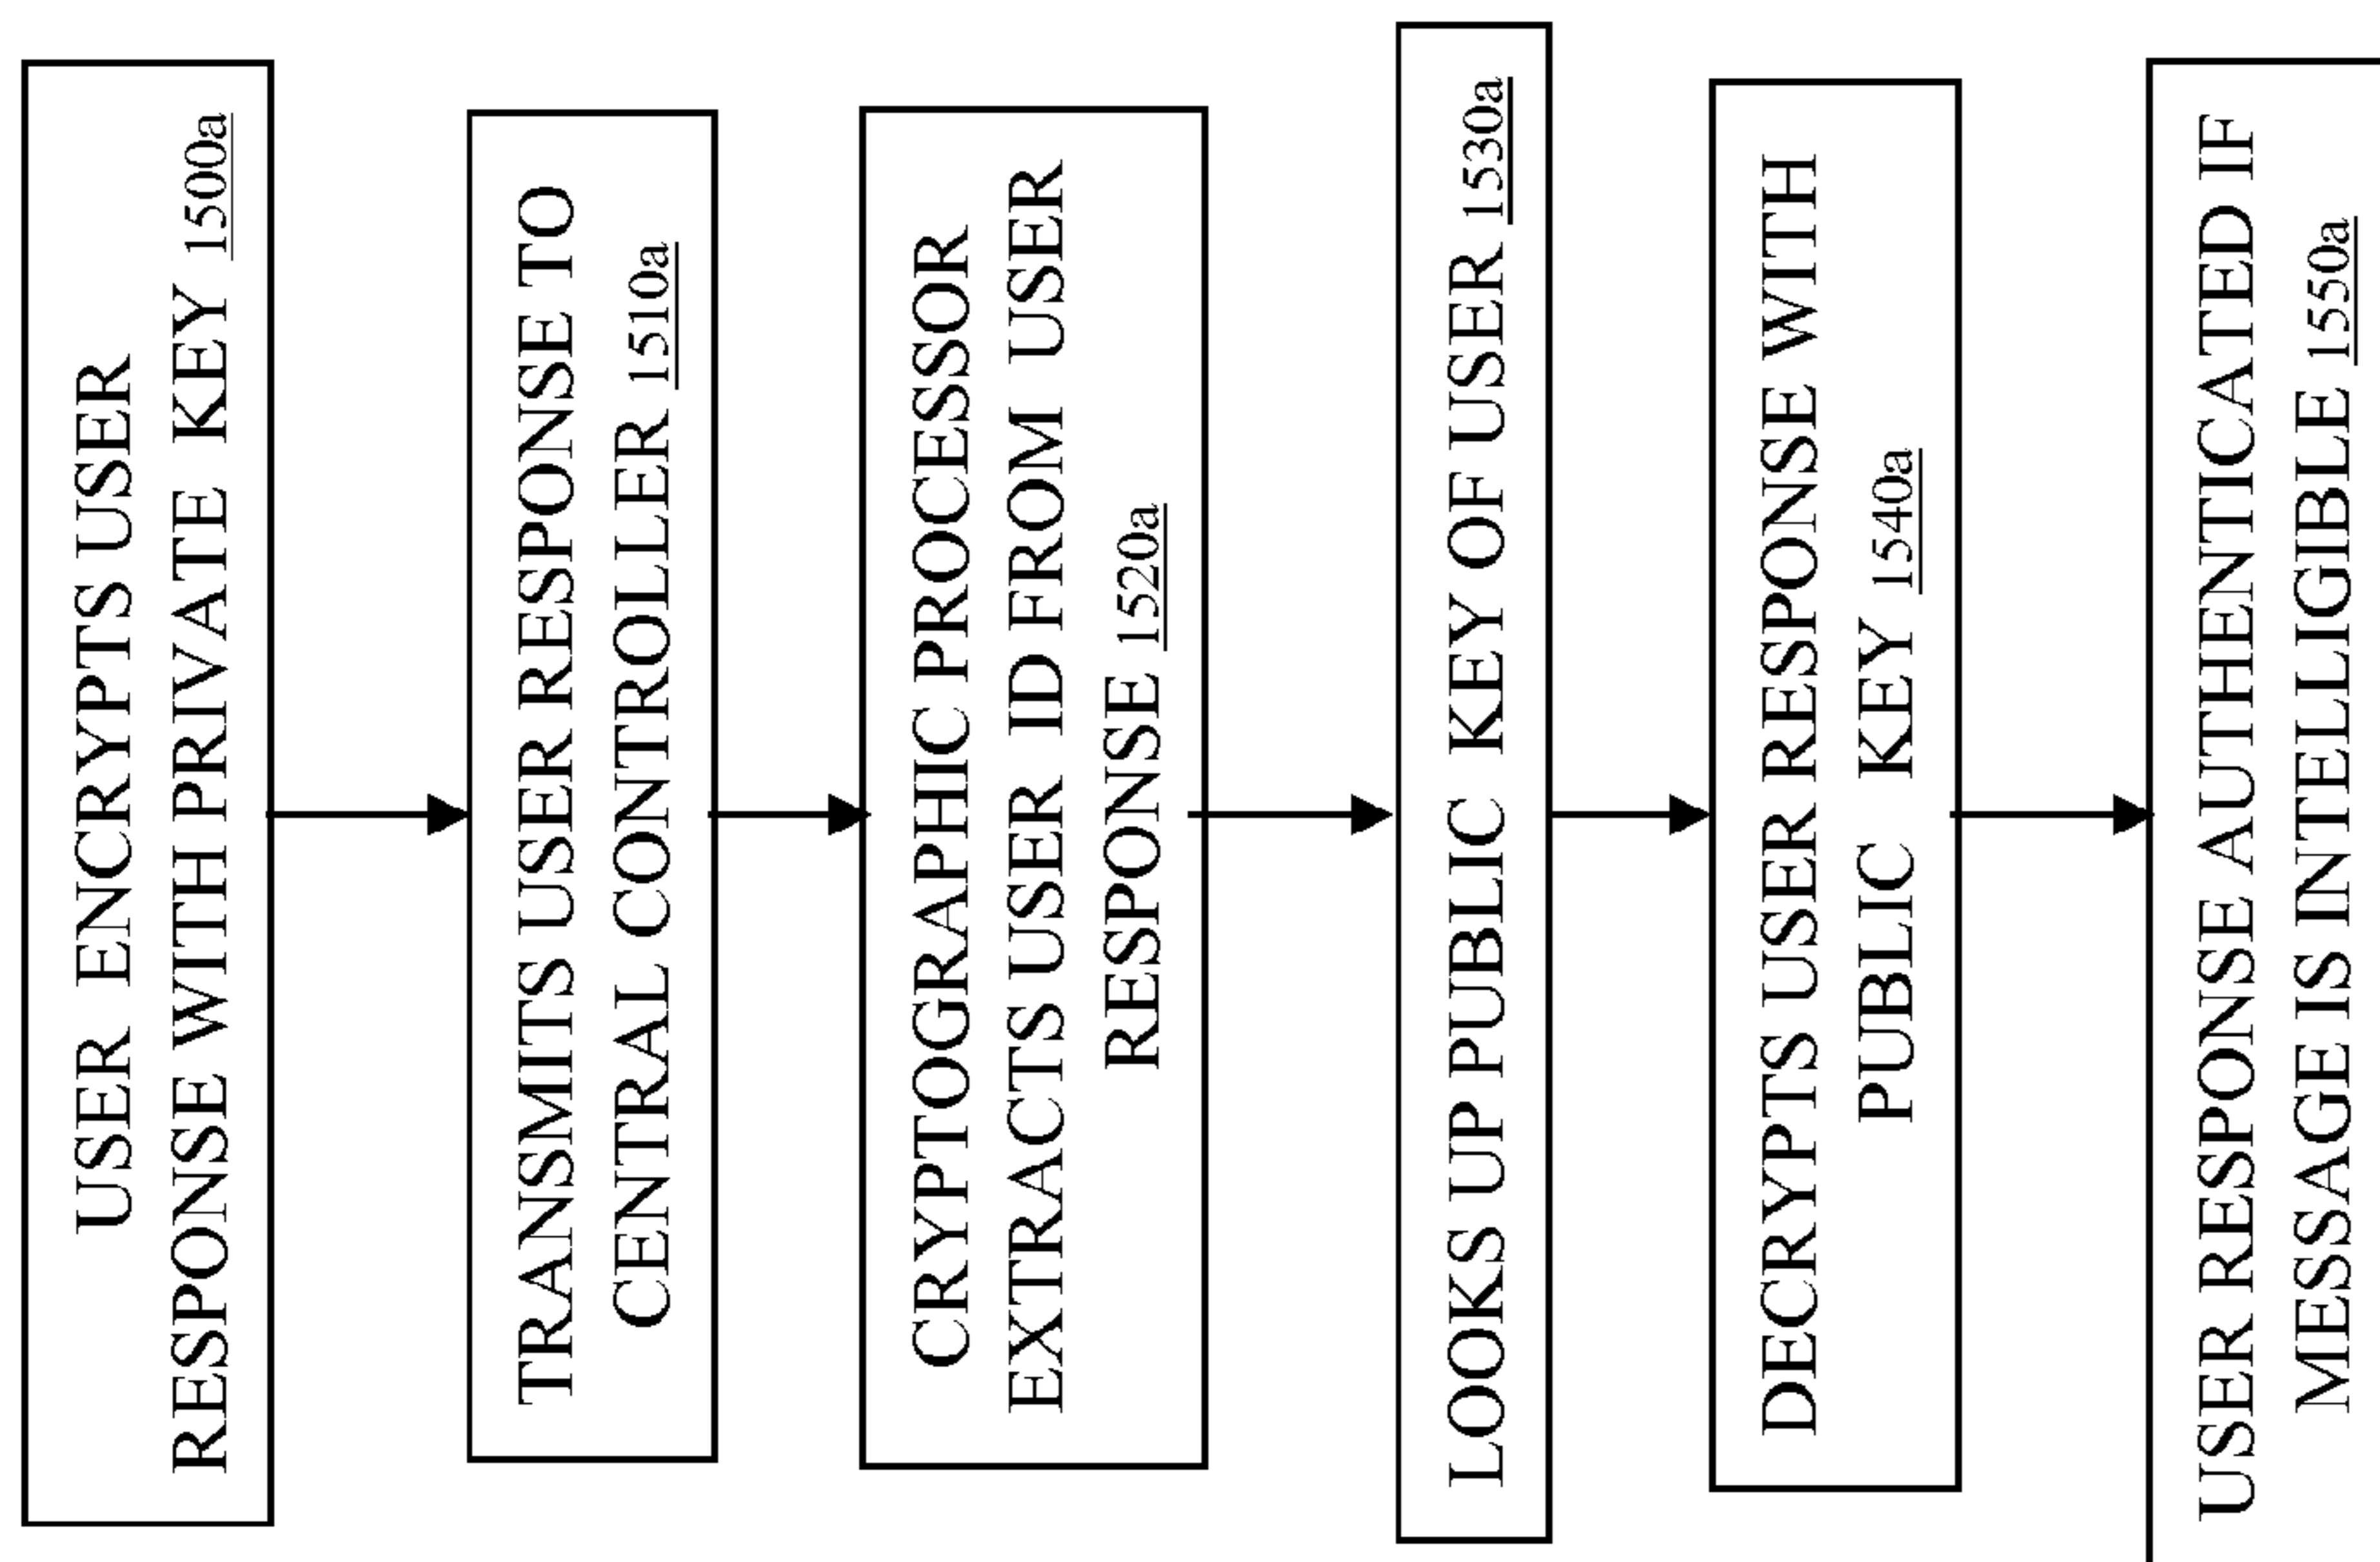 USER ENCRYPTS USER
RESPONSE WITH PRIVATE KEY 1500a
TRANSMITS USER RESPONSE TO
CENTRAL CONTROLLER 1510a
CRYPTOGRAPHIC PROCESSOR
EXTRACTS USER ID FROM USER
RESPONSE 1520a
LOOKS UP PUBLIC KEY OF USER 1530a
DECRYPTS USER RESPONSE WITH
PUBLIC KEY 1540a
USER RESPONSE AUTHENTICATED IF
MESSAGE IS INTELLIGIBLE 1550a